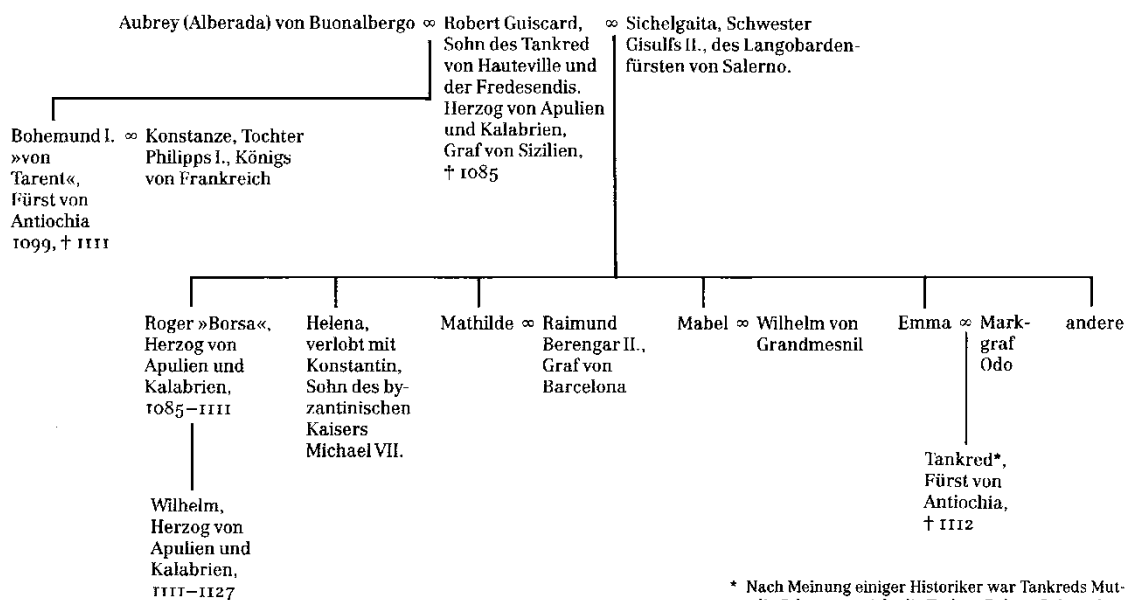 Aubrey (Alberada) von Buonalbergo ∞ Robert Guiscard,
Sohn des Tankred
von Hauteville und
der Fredesendis.
Herzog von Apulien
und Kalabrien,
Graf von Sizilien,
† 1085
∞ Sichelgaita, Schwester
Gisulfs II., des Langobarden-
fürsten von Salerno.
Bohemund I.
»von
Tarent«,
Fürst von
Antiochia
1099, † 1111
∞ Konstanze, Tochter
Philipps I., Königs
von Frankreich
Roger »Borsa«,
Herzog von
Apulien und
Kalabrien,
1085–1111
Helena,
verlobt mit
Konstantin,
Sohn des by-
zantinischen
Kaisers
Michael VII.
Mathilde ∞ Raimund
Berengar II.,
Graf von
Barcelona
Mabel ∞ Wilhelm von
Grandmesnil
Emma ∞ Mark-
graf
Odo
andere
Wilhelm,
Herzog von
Apulien und
Kalabrien,
1111–1127
Tankred*,
Fürst von
Antiochia,
† 1112
* Nach Meinung einiger Historiker war Tankreds Mut-